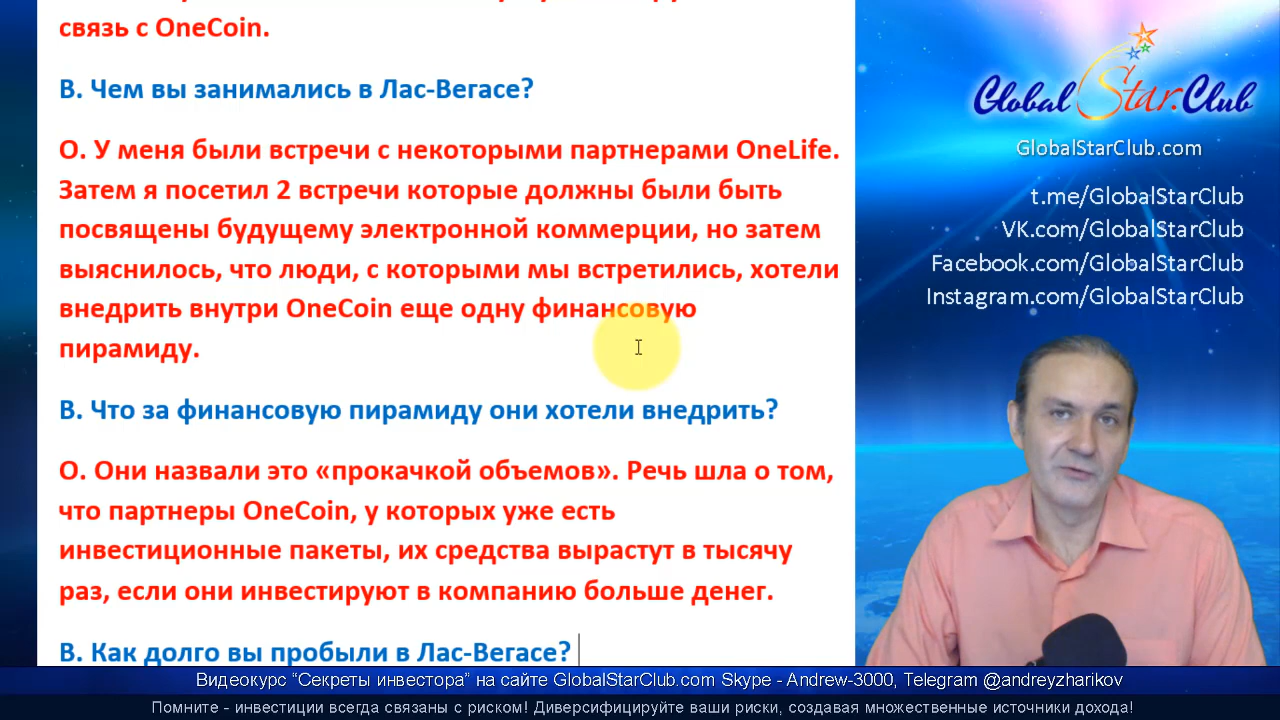 связь с OneCoin.
В. Чем вы занимались в Лас-Вегасе?
О. У меня были встречи с некоторыми партнерами OneLife.
Затем я посетил 2 встречи которые должны были быть
посвящены будущему электронной коммерции, но затем
выяснилось, что люди, с которыми мы встретились, хотели
внедрить внутри OneCoin еще одну финансовую
пирамиду.
В. Что за финансовую пирамиду они хотели внедрить?
О. Они назвали это «прокачкой объемов». Речь шла о том,
что партнеры OneCoin, у которых уже есть
инвестиционные пакеты, их средства вырастут в тысячу
раз, если они инвестируют в компанию больше денег.
В. Как долго вы пробыли в Лас-Вегасе?
Global Star.Club
GlobalStarClub.com
t.me/GlobalStarClub
VK.com/GlobalStarClub
Facebook.com/GlobalStarClub
Instagram.com/GlobalStarClub
Видеокурс “Секреты инвестора” на сайте GlobalStarClub.com Skype - Andrew-3000, Telegram @andreyzharikov
Помните - инвестиции всегда связаны с риском! Диверсифицируйте ваши риски, создавая множественные источники дохода!